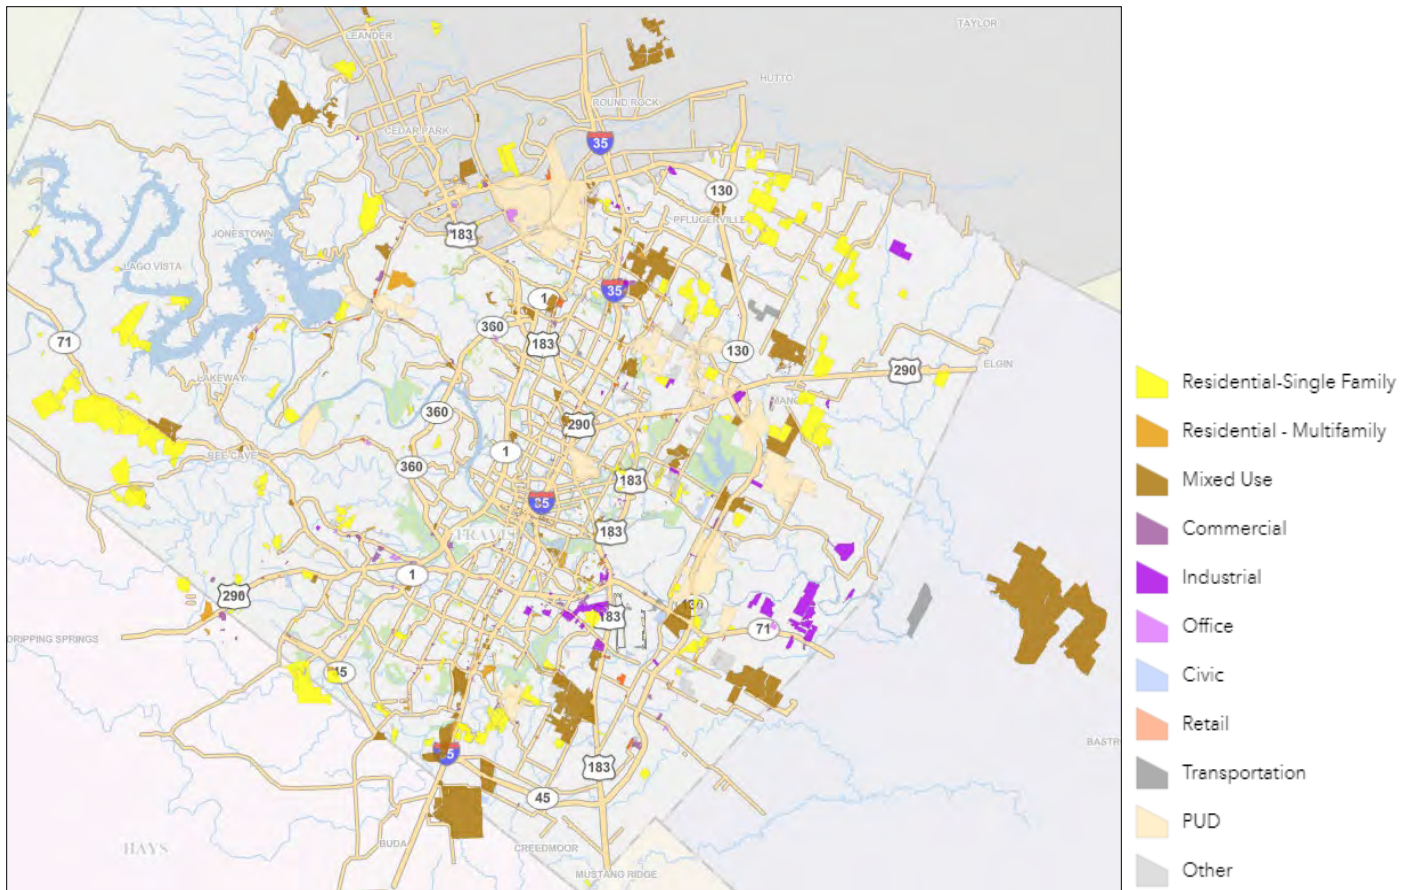 TAYLOR
LEANDER
HUTTO
ROUND ROCK
CEDAR PARK
35
130
PFLUGERVILLE
JONESTOWN
183
LAGO VISTA
35
1
360
71
183
130
ELGIN
290
LAKEWAY
360
MANO
290
BEE CAVE
1
360
183
35
183
TRAVIS
1
290
130
183
71
DRIPPING SPRINGS
45
BASTR
183
45
HAYS
BUDA
CREEDMOOR
MUSTANG RIDGE
Residential-Single Family
Residential - Multifamily
Mixed Use
Commercial
Industrial
Office
Civic
Retail
Transportation
PUD
Other